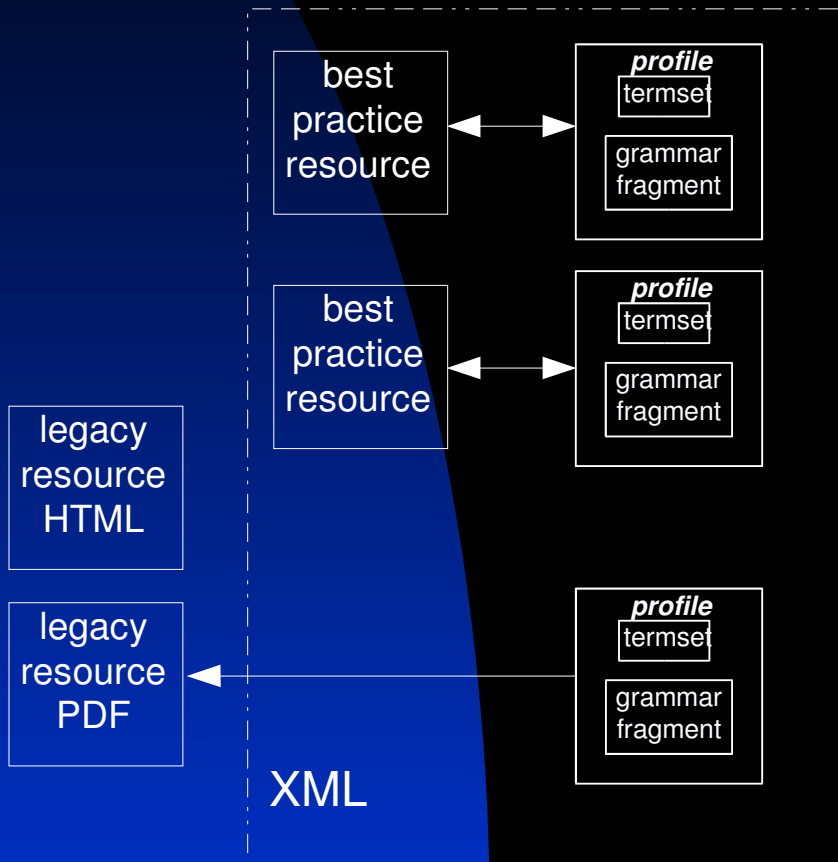 best
practice
resource
profile
termset
grammar
fragment
best
practice
resource
profile
termset
grammar
fragment
legacy
resource
HTML
legacy
resource
PDF
profile
termset
grammar
fragment
XML